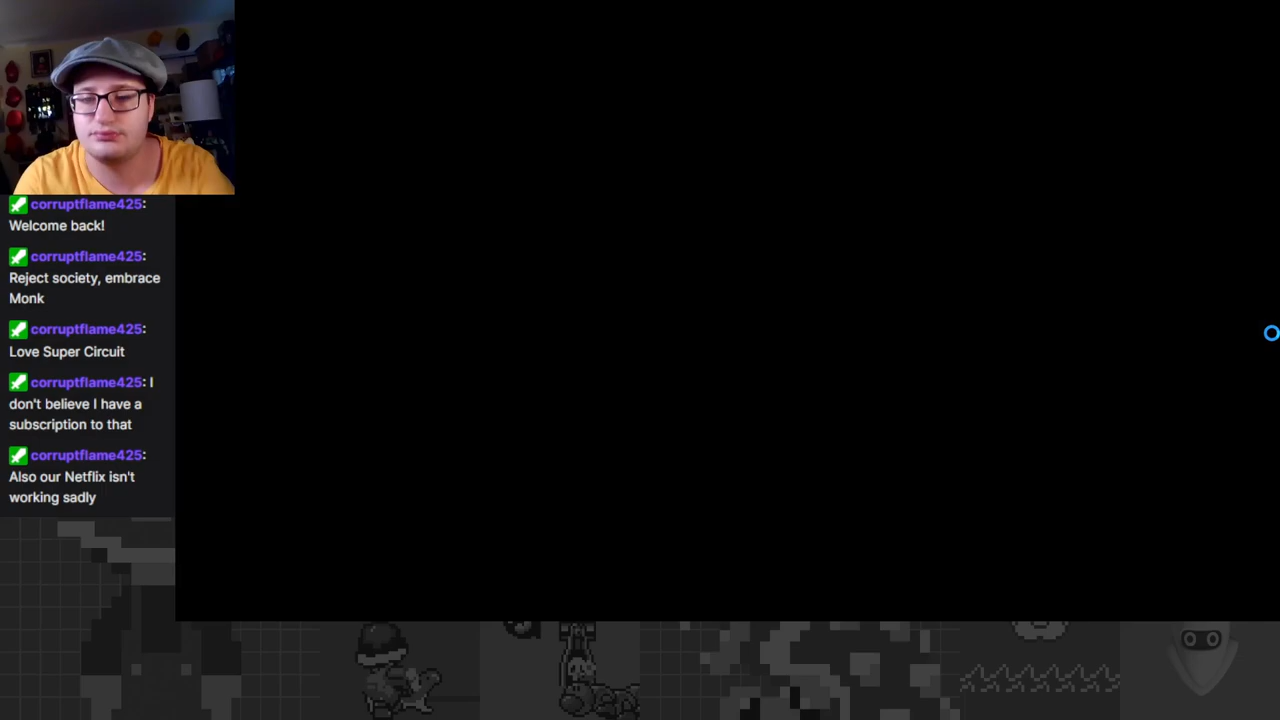 corruptflame425:
Welcome back!
corruptflame425:
Reject society, embrace
Monk
corruptflame425:
Love Super Circuit
corruptflame425: I
don't believe I have a
subscription to that
corruptflame425:
Also our Netflix isn't
working sadly